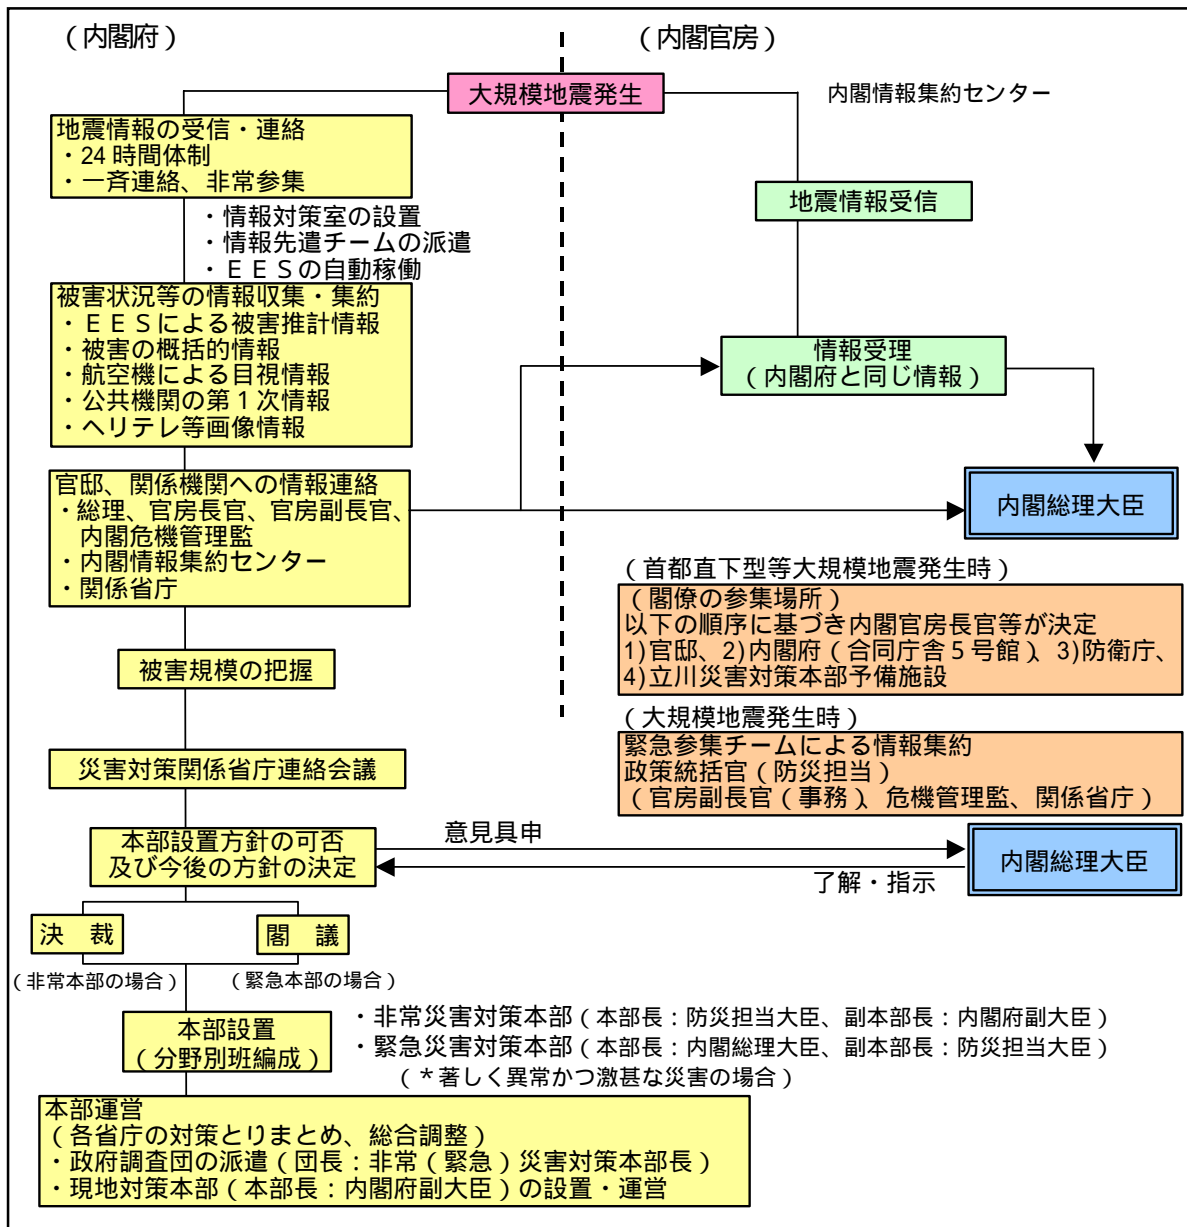 （内閣府）
（内閣官房）
大規模地震発生
内閣情報集約センター
地震情報の受信・連絡
・24時間体制
・一斉連絡、非常参集
地震情報受信
・情報対策室の設置
・情報先遣チームの派遣
・ＥＥＳの自動稼働
被害状況等の情報収集・集約
・ＥＥＳによる被害推計情報
・被害の概括的情報
・航空機による目視情報
・公共機関の第１次情報
・ヘリテレ等画像情報
情報受理
（内閣府と同じ情報）
官邸、関係機関への情報連絡
・総理、官房長官、官房副長官、
内閣危機管理監
・内閣情報集約センター
・関係省庁
内閣総理大臣
（首都直下型等大規模地震発生時）
（閣僚の参集場所）
以下の順序に基づき内閣官房長官等が決定
1)官邸、2)内閣府（合同庁舎５号館）、3)防衛庁、
4)立川災害対策本部予備施設
被害規模の把握
（大規模地震発生時）
緊急参集チームによる情報集約
政策統括官（防災担当）
（官房副長官（事務）、危機管理監、関係省庁）
災害対策関係省庁連絡会議
本部設置方針の可否
及び今後の方針の決定
意見具申
了解・指示
内閣総理大臣
決　裁
閣　議
（非常本部の場合）
（緊急本部の場合）
本部設置
（分野別班編成）
・非常災害対策本部（本部長：防災担当大臣、副本部長：内閣府副大臣）
・緊急災害対策本部（本部長：内閣総理大臣、副本部長：防災担当大臣）
（＊著しく異常かつ激甚な災害の場合）
本部運営
（各省庁の対策とりまとめ、総合調整）
・政府調査団の派遣（団長：非常（緊急）災害対策本部長）
・現地対策本部（本部長：内閣府副大臣）の設置・運営